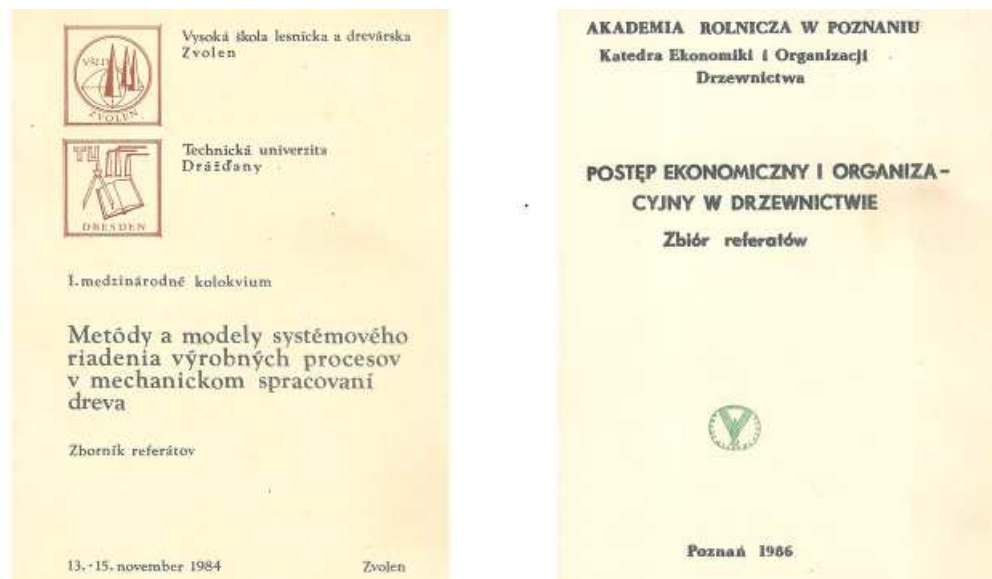 Vysoká škola lesnícka a drevárska
Zvolen
VŠLD
ZVOLEN
Technická univerzita
Drážďany
TU
DRESDEN
I.medzinárodné kolokvium
Metódy a modely systémového
riadenia výrobných procesov
v mechanickom spracovaní
dreva
Zborník referátov
13.-15.november 1984
Zvolen
AKADEMIA ROLNICZA W POZNANIU
Katedra Ekonomiki i Organizacji
Drzewnictwa
POSTĘP EKONOMICZNY I ORGANIZA-
CYJNY W DRZEWNICTWIE
Zbiór referatów
Poznań 1986